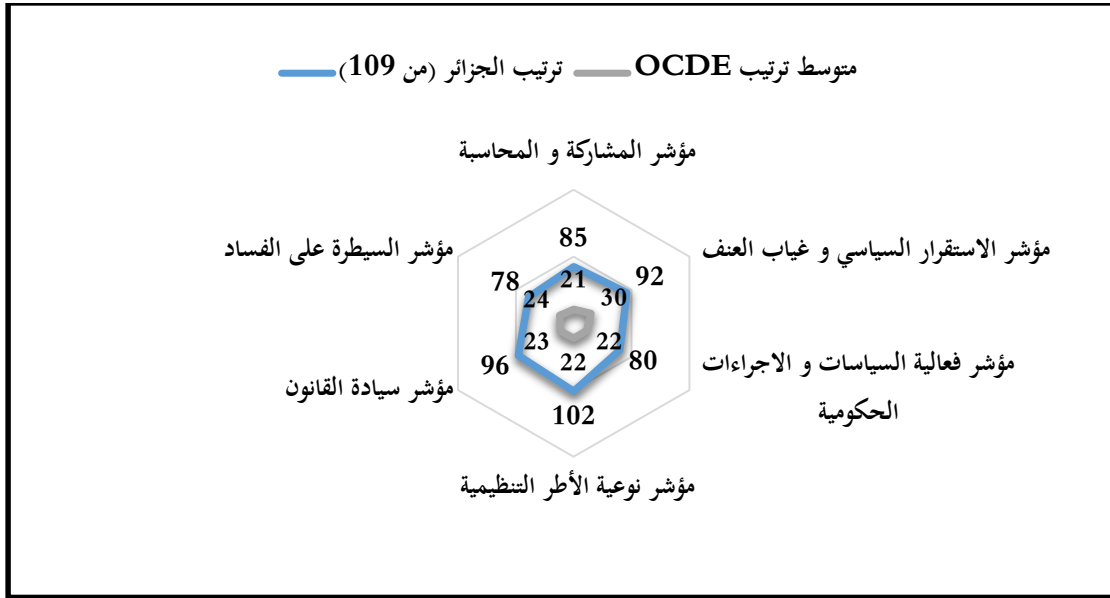 متوسط ترتيب OCDE ترتيب الجزائر (من 109)
مؤشر المشاركة و المحاسبة
85
21
مؤشر الاستقرار السياسي و غياب العنف
92
30
مؤشر السيطرة على الفساد
78
24
مؤشر فعالية السياسات و الاجراءات
الحكومية
80
22
مؤشر سيادة القانون
96
23
22
102
مؤشر نوعية الأطر التنظيمية